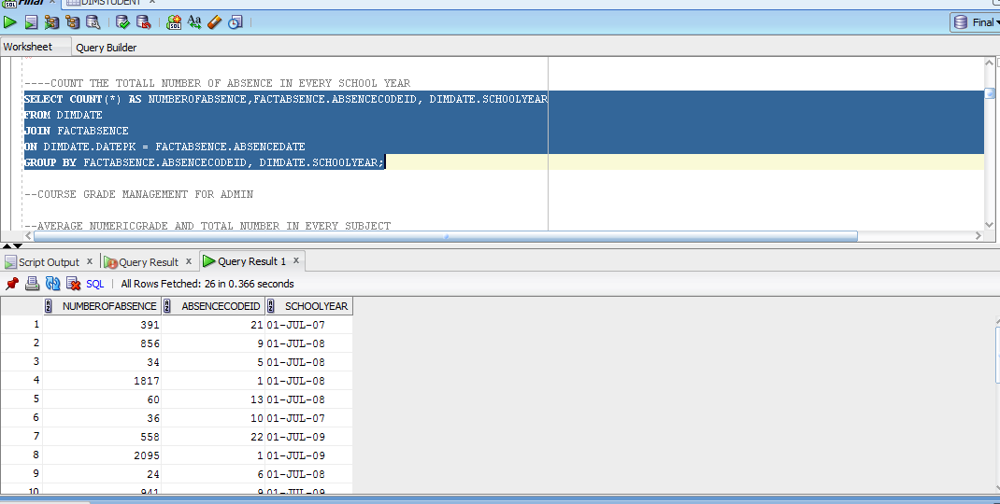 SQL Final × DIMSTUDENT ×
SQL Aa Final
Worksheet Query Builder
----COUNT THE TOTALL NUMBER OF ABSENCE IN EVERY SCHOOL YEAR
SELECT COUNT(*) AS NUMBEROFABSENCE,FACTABSENCE.ABSENCECODEID, DIMDATE.SCHOOLYEAR
FROM DIMDATE
JOIN FACTABSENCE
ON DIMDATE.DATEPK = FACTABSENCE.ABSENCEDATE
GROUP BY FACTABSENCE.ABSENCECODEID, DIMDATE.SCHOOLYEAR;
--COURSE GRADE MANAGEMENT FOR ADMIN
--AVERAGE NUMERICGRADE AND TOTAL NUMBER IN EVERY SUBJECT
Script Output × Query Result × Query Result 1 ×
SQL | All Rows Fetched: 26 in 0.366 seconds
NUMBEROFABSENCE ABSENCECODEID SCHOOLYEAR
1 391 21 01-JUL-07
2 856 9 01-JUL-08
3 34 5 01-JUL-08
4 1817 1 01-JUL-08
5 60 13 01-JUL-08
6 36 10 01-JUL-07
7 558 22 01-JUL-09
8 2095 1 01-JUL-09
9 24 6 01-JUL-08
10 941 9 01-JUL-09